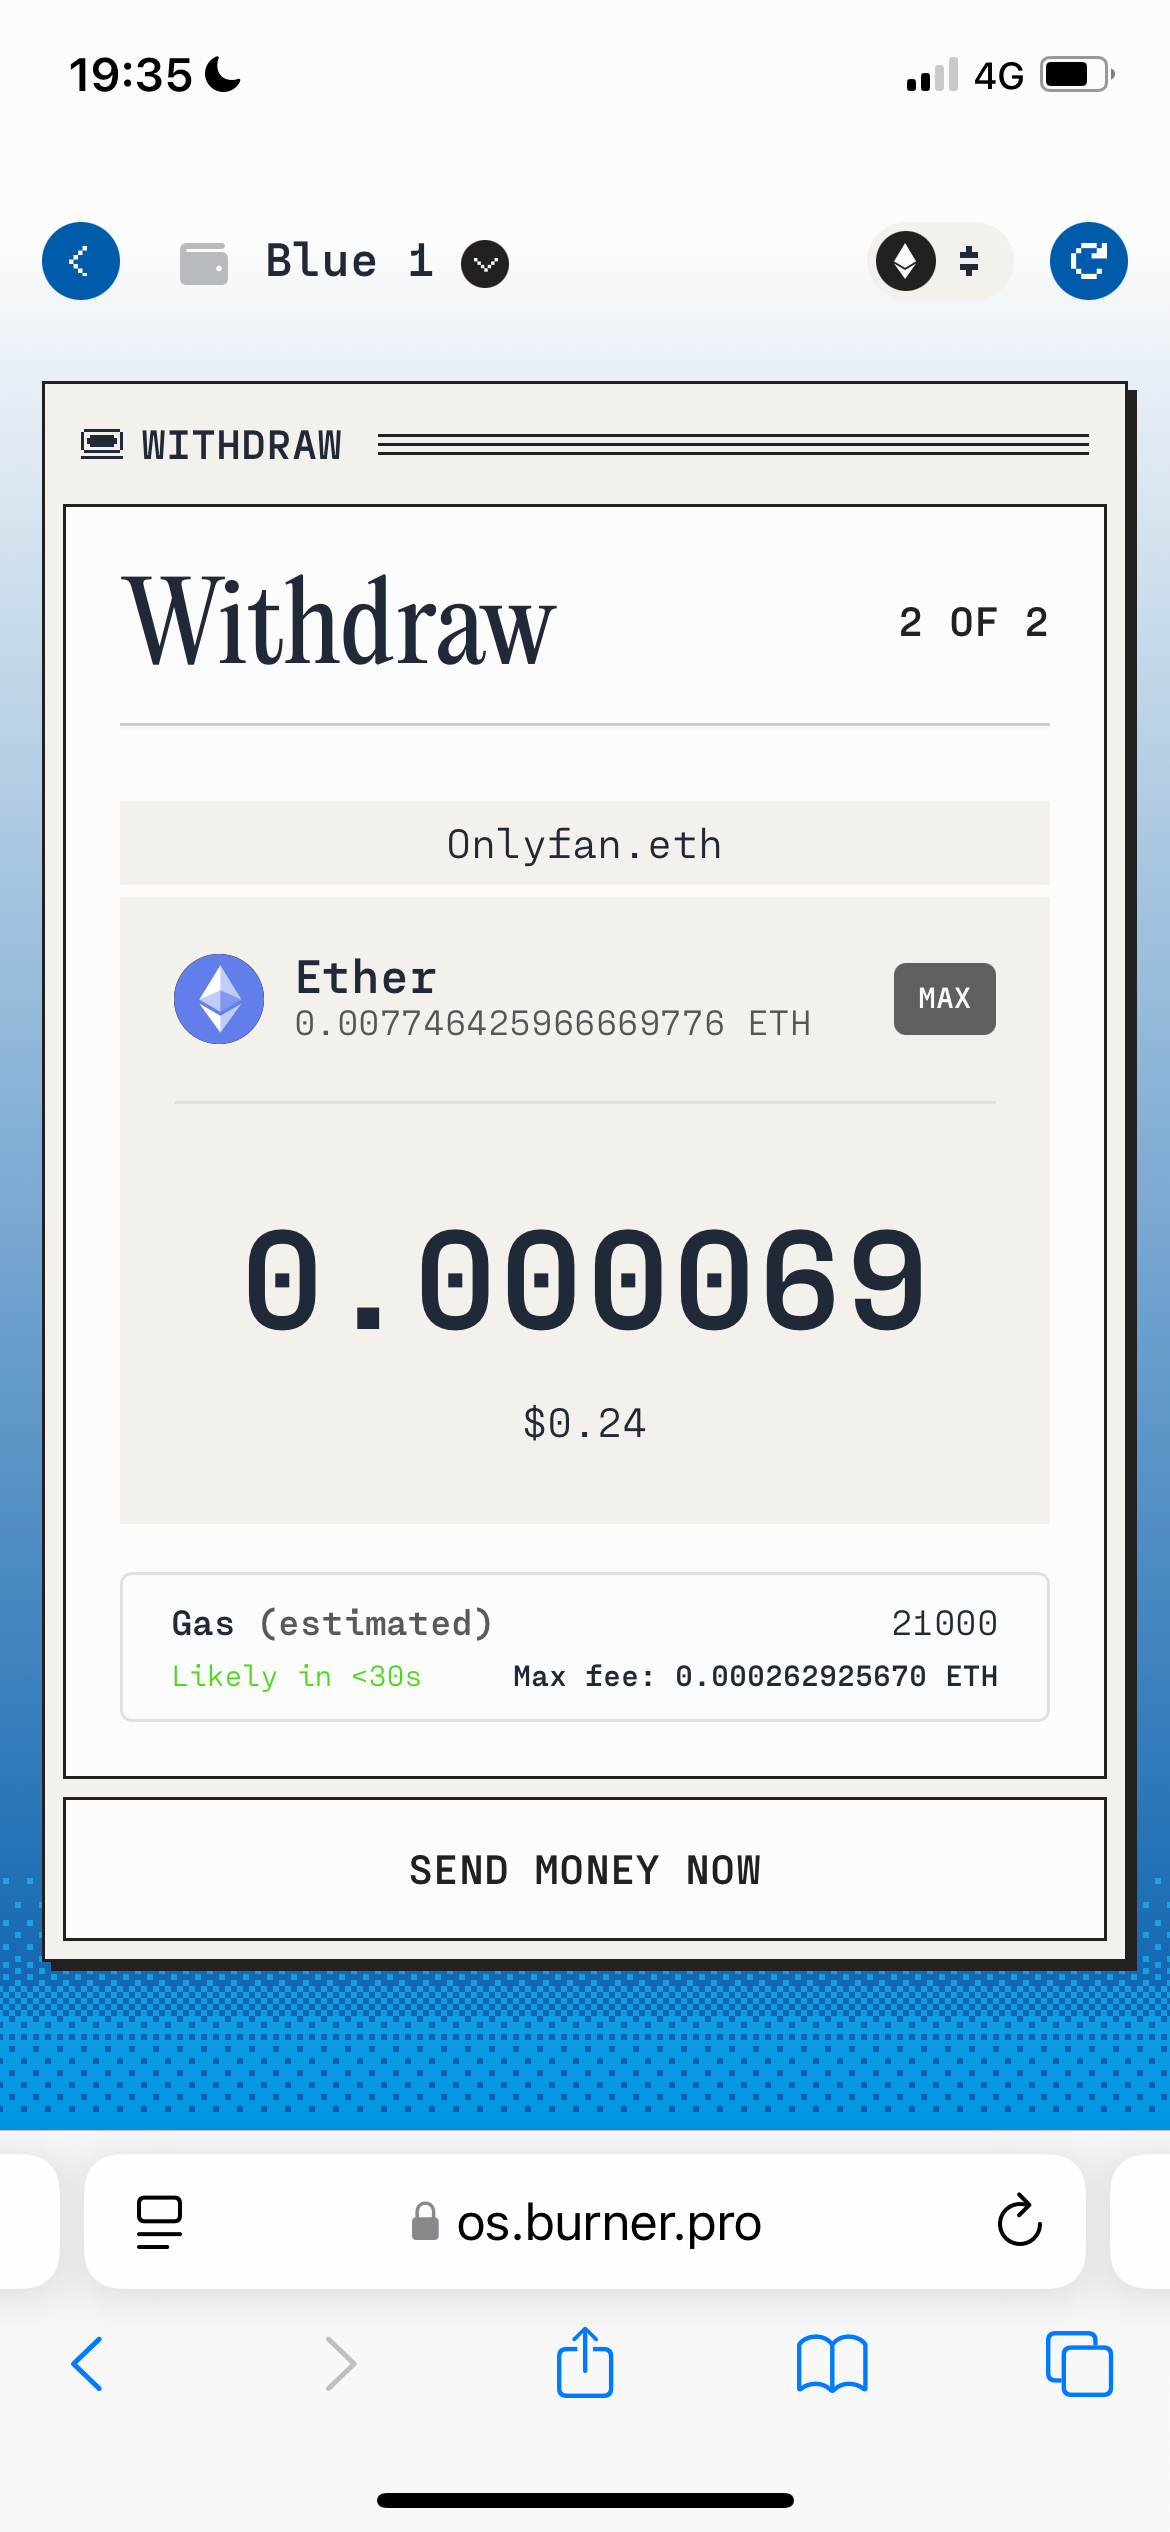 19:35
4G
Blue 1
WITHDRAW
Withdraw
2 OF 2
Onlyfan.eth
Ether
0.007746425966669776 ETH
MAX
0.000069
$0.24
Gas (estimated)
21000
Likely in <30s
Max fee: 0.000262925670 ETH
SEND MONEY NOW
os.burner.pro